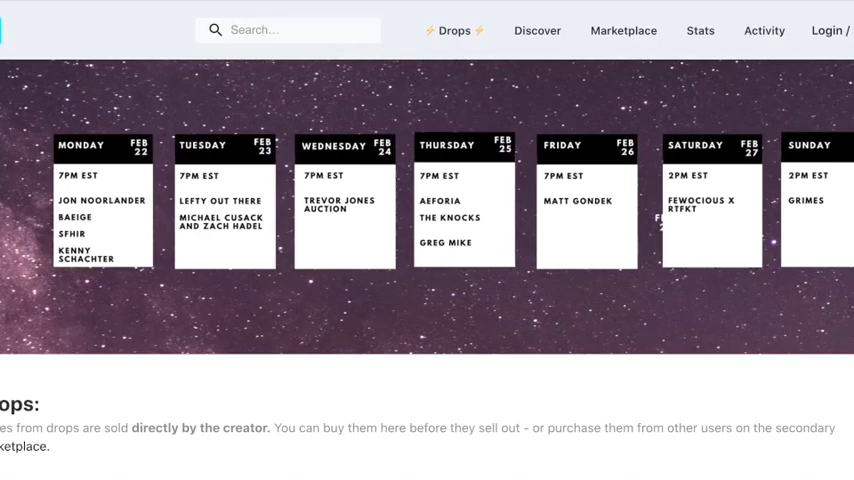 Search...
⚡ Drops ⚡
Discover
Marketplace
Stats
Activity
Login /
MONDAY FEB 22
7PM EST
JON NOORLANDER
BAEIGE
SFHIR
KENNY
SCHACHTER
TUESDAY FEB 23
7PM EST
LEFTY OUT THERE
MICHAEL CUSACK
AND ZACH HADEL
WEDNESDAY FEB 24
7PM EST
TREVOR JONES
AUCTION
THURSDAY FEB 25
7PM EST
AEFORIA
THE KNOCKS
GREG MIKE
FRIDAY FEB 26
7PM EST
MATT GONDEK
SATURDAY FEB 27
2PM EST
FEWOCIOUS X
RTFKT
SUNDAY
2PM EST
GRIMES
ops:
es from drops are sold directly by the creator. You can buy them here before they sell out - or purchase them from other users on the secondary
ketplace.